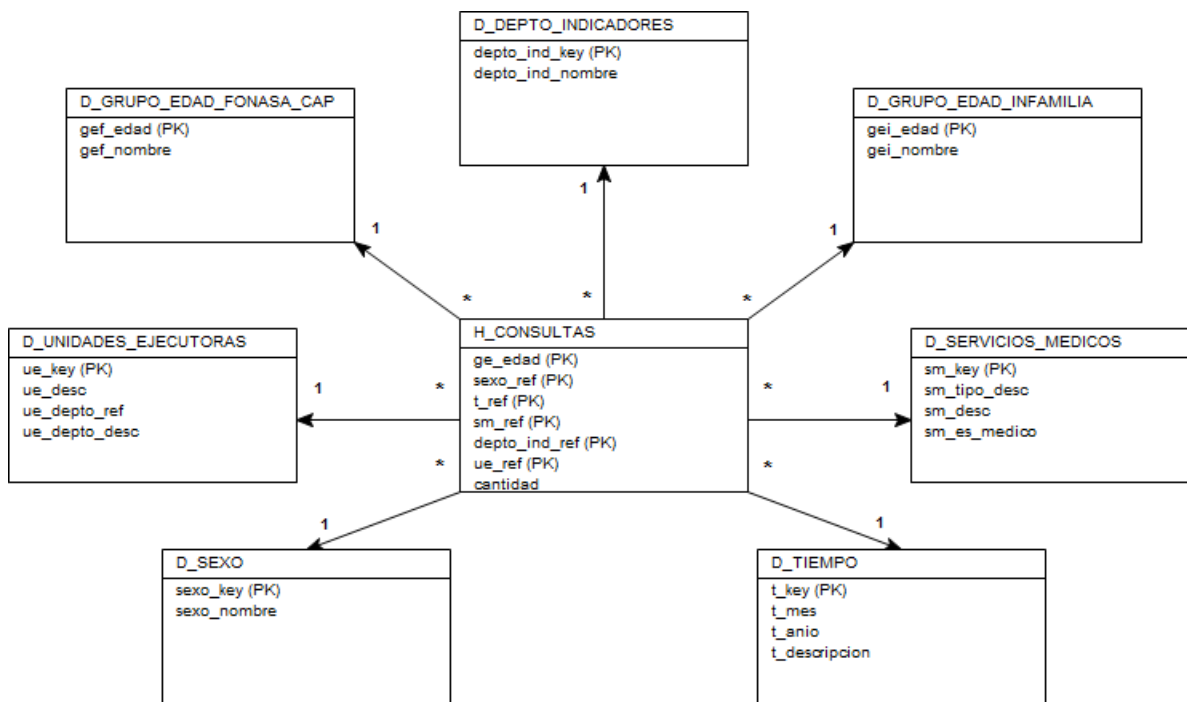 D_DEPTO_INDICADORES
depto_ind_key (PK)
depto_ind_nombre
D_GRUPO_EDAD_FONASA_CAP
gef_edad (PK)
gef_nombre
D_GRUPO_EDAD_INFAMILIA
gei_edad (PK)
gei_nombre
1
1
1
*
*
*
D_UNIDADES_EJECUTORAS
ue_key (PK)
ue_desc
ue_depto_ref
ue_depto_desc
1
*
H_CONSULTAS
ge_edad (PK)
sexo_ref (PK)
t_ref (PK)
sm_ref (PK)
depto_ind_ref (PK)
ue_ref (PK)
cantidad
*
1
D_SERVICIOS_MEDICOS
sm_key (PK)
sm_tipo_desc
sm_desc
sm_es_medico
*
*
1
1
D_SEXO
sexo_key (PK)
sexo_nombre
D_TIEMPO
t_key (PK)
t_mes
t_anio
t_descripcion